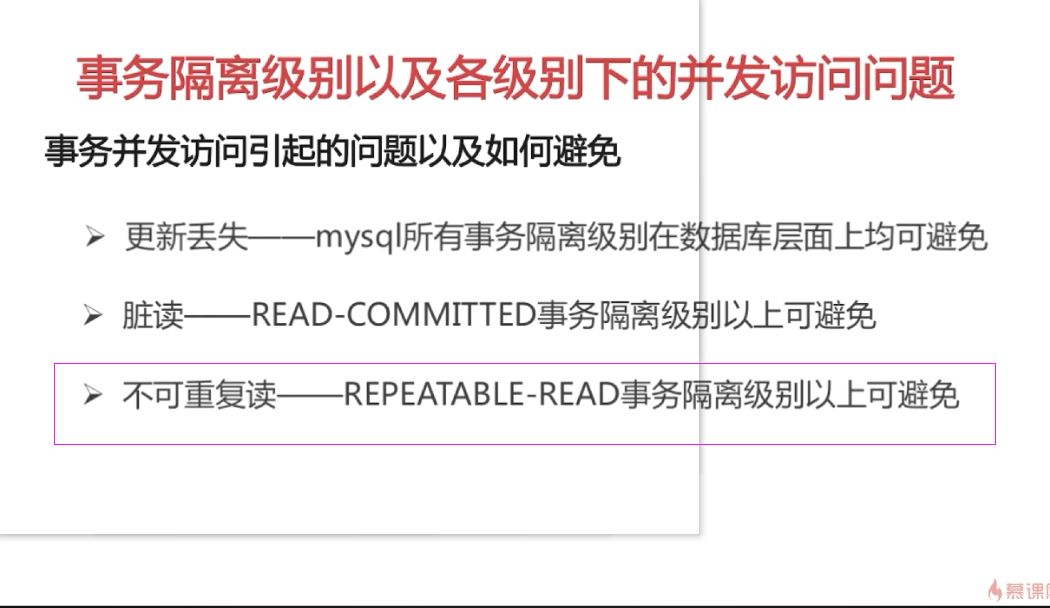 事务隔离级别以及各级别下的并发访问问题
事务并发访问引起的问题以及如何避免
更新丢失——mysql所有事务隔离级别在数据库层面上均可避免
脏读——READ-COMMITTED事务隔离级别以上可避免
不可重复读——REPEATABLE-READ事务隔离级别以上可避免
慕课